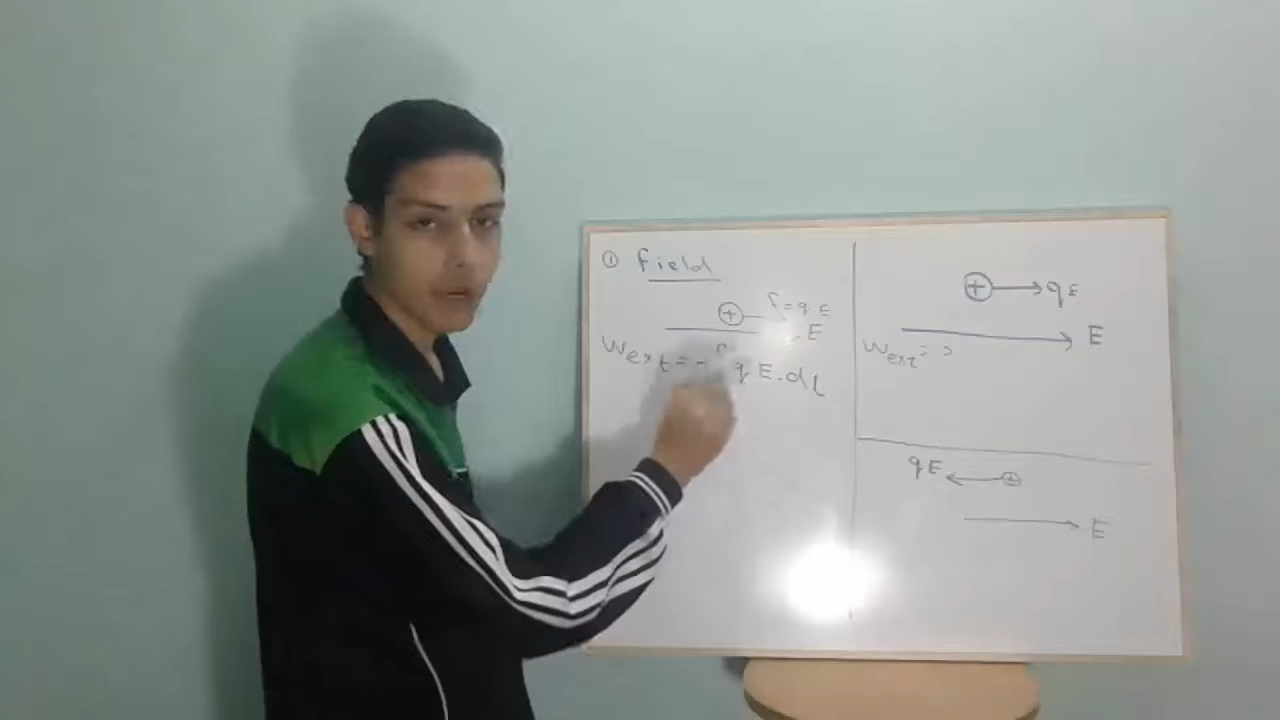 ① field
f=qE
E
Wext=-∫qE.dl
qE
E
Wext=
qE
E